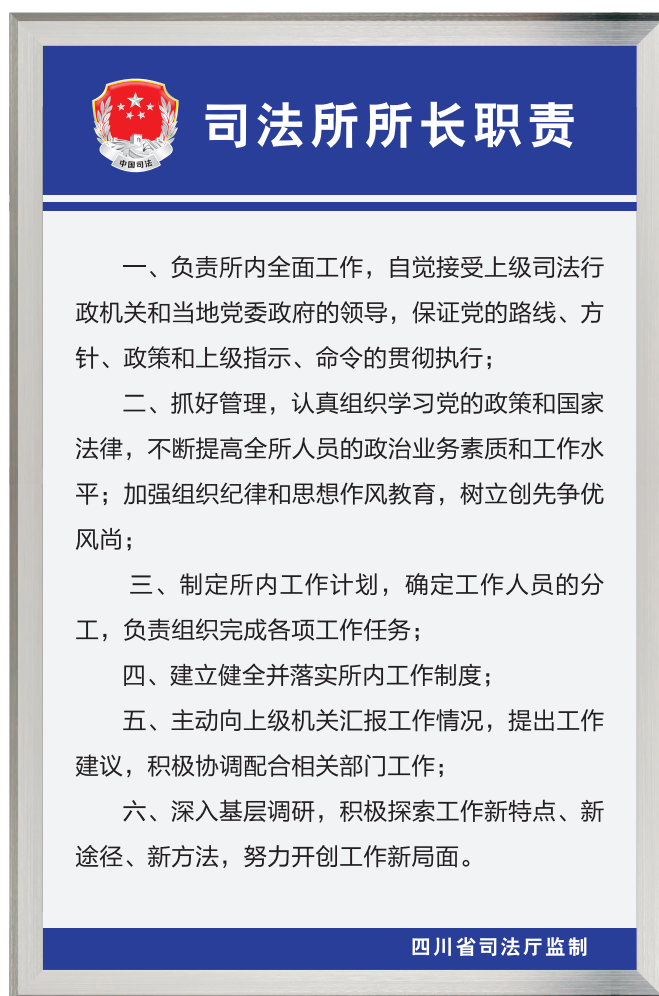 中国司法
司法所所长职责
一、负责所内全面工作，自觉接受上级司法行
政机关和当地党委政府的领导，保证党的路线、方
针、政策和上级指示、命令的贯彻执行；
二、抓好管理，认真组织学习党的政策和国家
法律，不断提高全所人员的政治业务素质和工作水
平；加强组织纪律和思想作风教育，树立创先争优
风尚；
三、制定所内工作计划，确定工作人员的分
工，负责组织完成各项工作任务；
四、建立健全并落实所内工作制度；
五、主动向上级机关汇报工作情况，提出工作
建议，积极协调配合相关部门工作；
六、深入基层调研，积极探索工作新特点、新
途径、新方法，努力开创工作新局面。
四川省司法厅监制